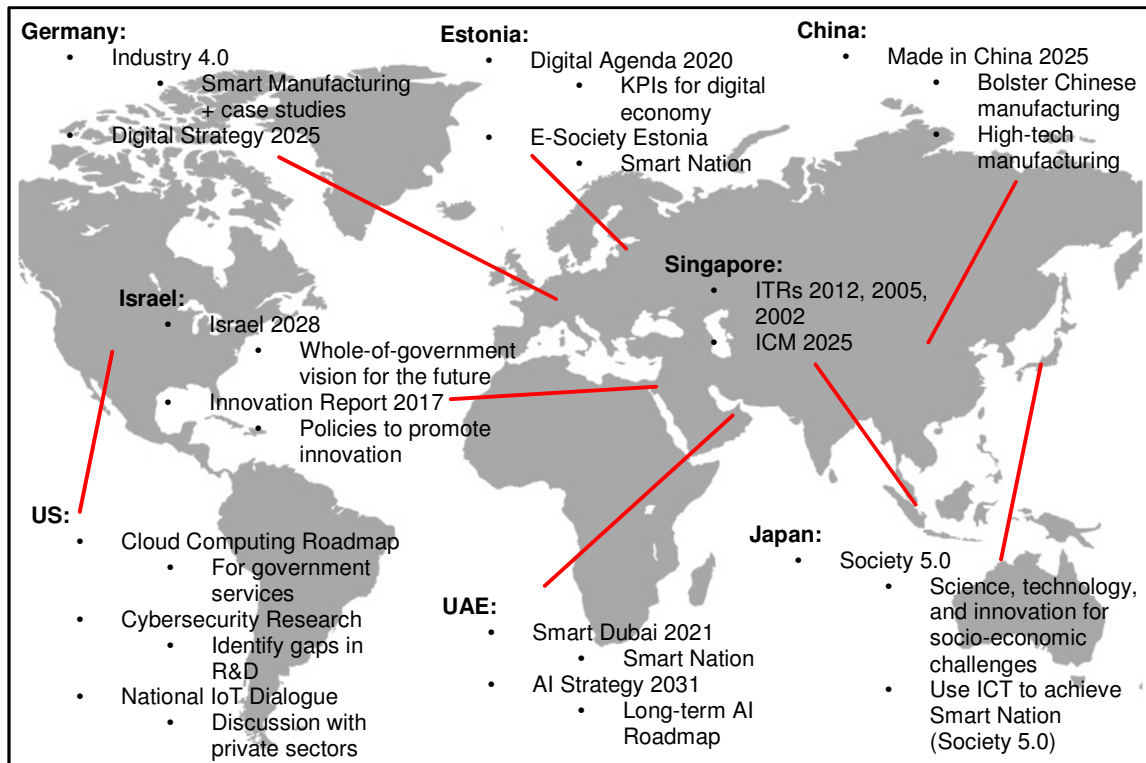 Germany:
• Industry 4.0
• Smart Manufacturing
+ case studies
• Digital Strategy 2025
Estonia:
• Digital Agenda 2020
• KPIs for digital
economy
• E-Society Estonia
• Smart Nation
China:
• Made in China 2025
• Bolster Chinese
manufacturing
• High-tech
manufacturing
Israel:
• Israel 2028
• Whole-of-government
vision for the future
• Innovation Report 2017
• Policies to promote
innovation
Singapore:
• ITRs 2012, 2005,
2002
• ICM 2025
US:
• Cloud Computing Roadmap
• For government
services
• Cybersecurity Research
• Identify gaps in
R&D
• National IoT Dialogue
• Discussion with
private sectors
UAE:
• Smart Dubai 2021
• Smart Nation
• AI Strategy 2031
• Long-term AI
Roadmap
Japan:
• Society 5.0
• Science, technology,
and innovation for
socio-economic
challenges
• Use ICT to achieve
Smart Nation
(Society 5.0)